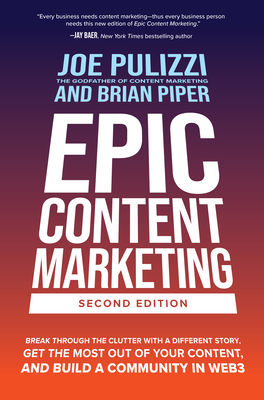 "Every business needs content marketing—thus every business person
needs this new edition of Epic Content Marketing."
—JAY BAER, New York Times bestselling author
JOE PULIZZI
THE GODFATHER OF CONTENT MARKETING
AND BRIAN PIPER
EPIC
CONTENT
MARKETING
SECOND EDITION
BREAK THROUGH THE CLUTTER WITH A DIFFERENT STORY,
GET THE MOST OUT OF YOUR CONTENT,
AND BUILD A COMMUNITY IN WEB3